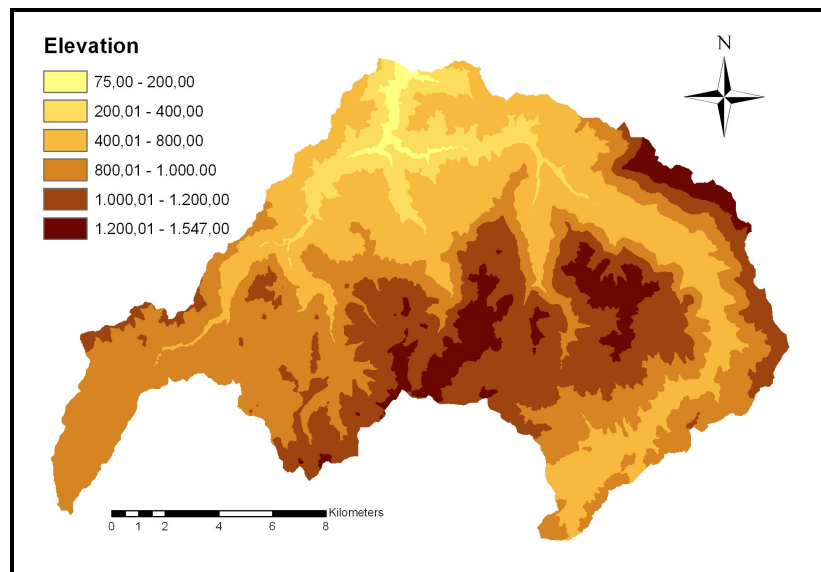 Elevation
75,00 - 200,00
200,01 - 400,00
400,01 - 800,00
800,01 - 1.000.00
1.000,01 - 1.200,00
1.200,01 - 1.547,00
N
Kilometers
0 1 2 4 6 8